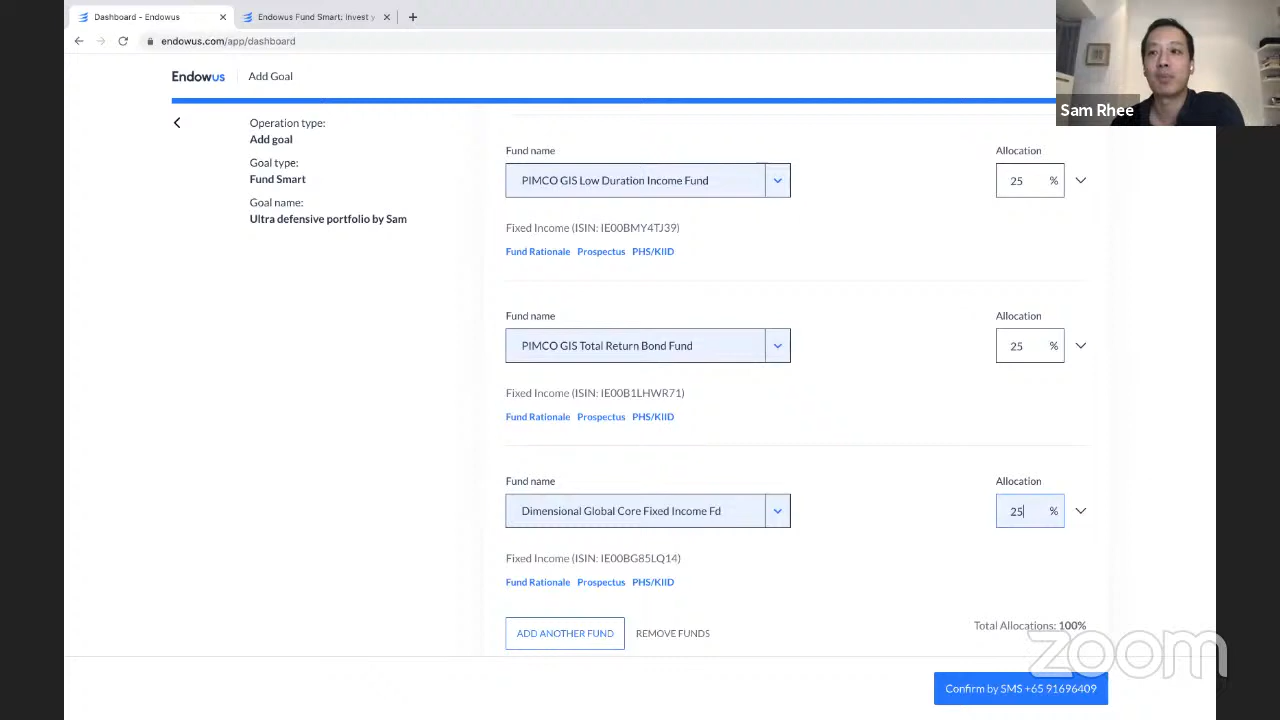 Dashboard - Endowus
Endowus Fund Smart: Invest y
endowus.com/app/dashboard
Sam Rhee
Endowus
Add Goal
Operation type:
Add goal
Goal type:
Fund Smart
Goal name:
Ultra defensive portfolio by Sam
Fund name
Allocation
PIMCO GIS Low Duration Income Fund
25 %
Fixed Income (ISIN: IE00BMY4TJ39)
Fund Rationale Prospectus PHS/KIID
Fund name
Allocation
PIMCO GIS Total Return Bond Fund
25 %
Fixed Income (ISIN: IE00B1LHWR71)
Fund Rationale Prospectus PHS/KIID
Fund name
Allocation
Dimensional Global Core Fixed Income Fd
25 %
Fixed Income (ISIN: IE00BG85LQ14)
Fund Rationale Prospectus PHS/KIID
ADD ANOTHER FUND
REMOVE FUNDS
Total Allocations: 100%
zoom
Confirm by SMS +65 91696409